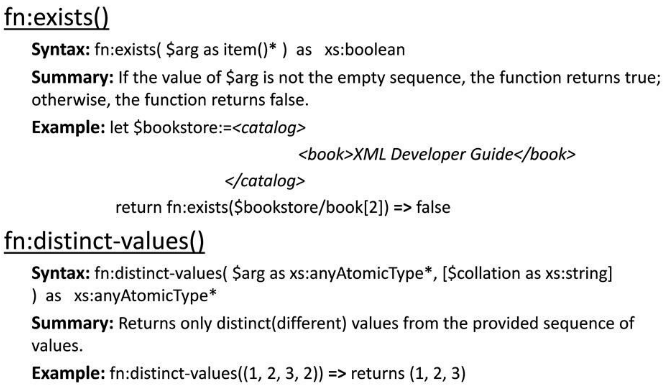 fn:exists()
Syntax: fn:exists( $arg as item()* ) as xs:boolean
Summary: If the value of $arg is not the empty sequence, the function returns true;
otherwise, the function returns false.
Example: let $bookstore:=<catalog>
<book>XML Developer Guide</book>
</catalog>
return fn:exists($bookstore/book[2]) => false
fn:distinct-values()
Syntax: fn:distinct-values( $arg as xs:anyAtomicType*, [$collation as xs:string]
) as xs:anyAtomicType*
Summary: Returns only distinct(different) values from the provided sequence of
values.
Example: fn:distinct-values((1, 2, 3, 2)) => returns (1, 2, 3)